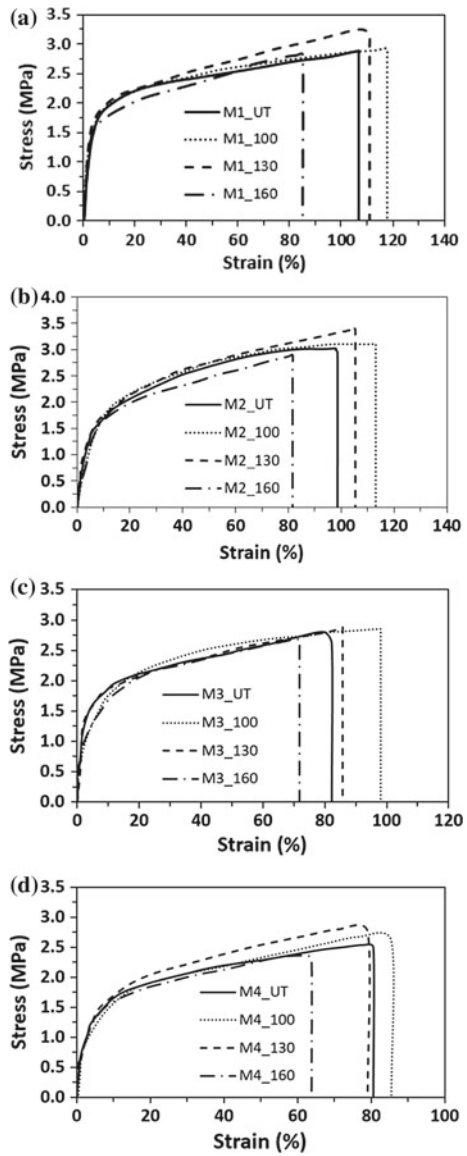 (a)
Stress (MPa)
3.5
3.0
2.5
2.0
1.5
1.0
0.5
0.0
M1_UT
M1_100
M1_130
M1_160
0 20 40 60 80 100 120 140
Strain (%)
(b)
Stress (MPa)
4.0
3.5
3.0
2.5
2.0
1.5
1.0
0.5
0.0
M2_UT
M2_100
M2_130
M2_160
0 20 40 60 80 100 120 140
Strain (%)
(c)
Stress (MPa)
3.5
3.0
2.5
2.0
1.5
1.0
0.5
0.0
M3_UT
M3_100
M3_130
M3_160
0 20 40 60 80 100 120
Strain (%)
(d)
Stress (MPa)
3.5
3.0
2.5
2.0
1.5
1.0
0.5
0.0
M4_UT
M4_100
M4_130
M4_160
0 20 40 60 80 100
Strain (%)